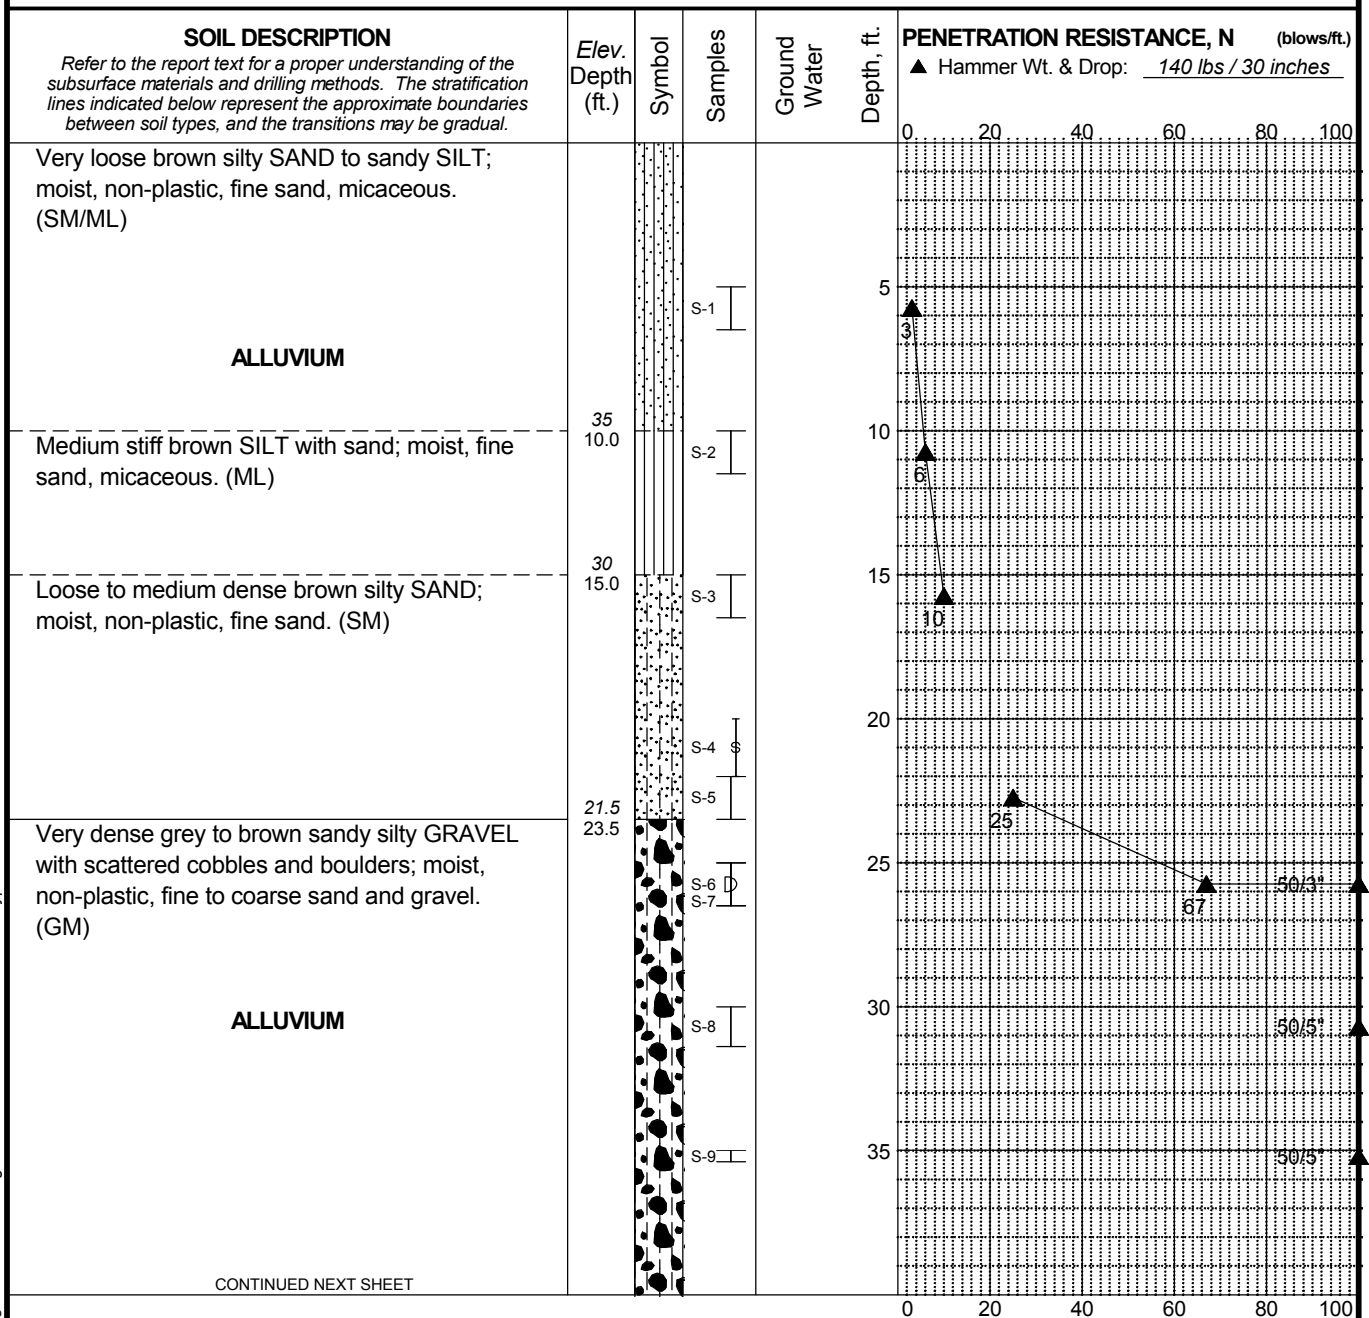 SOIL DESCRIPTION
Refer to the report text for a proper understanding of the
subsurface materials and drilling methods. The stratification
lines indicated below represent the approximate boundaries
between soil types, and the transitions may be gradual.
Elev.
Depth
(ft.)
Symbol
Samples
Ground
Water
Depth, ft.
PENETRATION RESISTANCE, N (blows/ft.)
▲ Hammer Wt. & Drop: 140 lbs / 30 inches
0 20 40 60 80 100
Very loose brown silty SAND to sandy SILT;
moist, non-plastic, fine sand, micaceous.
(SM/ML)
5
S-1
3
ALLUVIUM
35
10.0
10
Medium stiff brown SILT with sand; moist, fine
sand, micaceous. (ML)
S-2
6
30
15.0
15
Loose to medium dense brown silty SAND;
moist, non-plastic, fine sand. (SM)
S-3
10
20
S-4 S
S-5
25
21.5
23.5
Very dense grey to brown sandy silty GRAVEL
with scattered cobbles and boulders; moist,
non-plastic, fine to coarse sand and gravel.
(GM)
25
S-6 D
S-7
67
50/3"
ALLUVIUM
30
S-8
50/5"
35
S-9
50/5"
CONTINUED NEXT SHEET
0 20 40 60 80 100